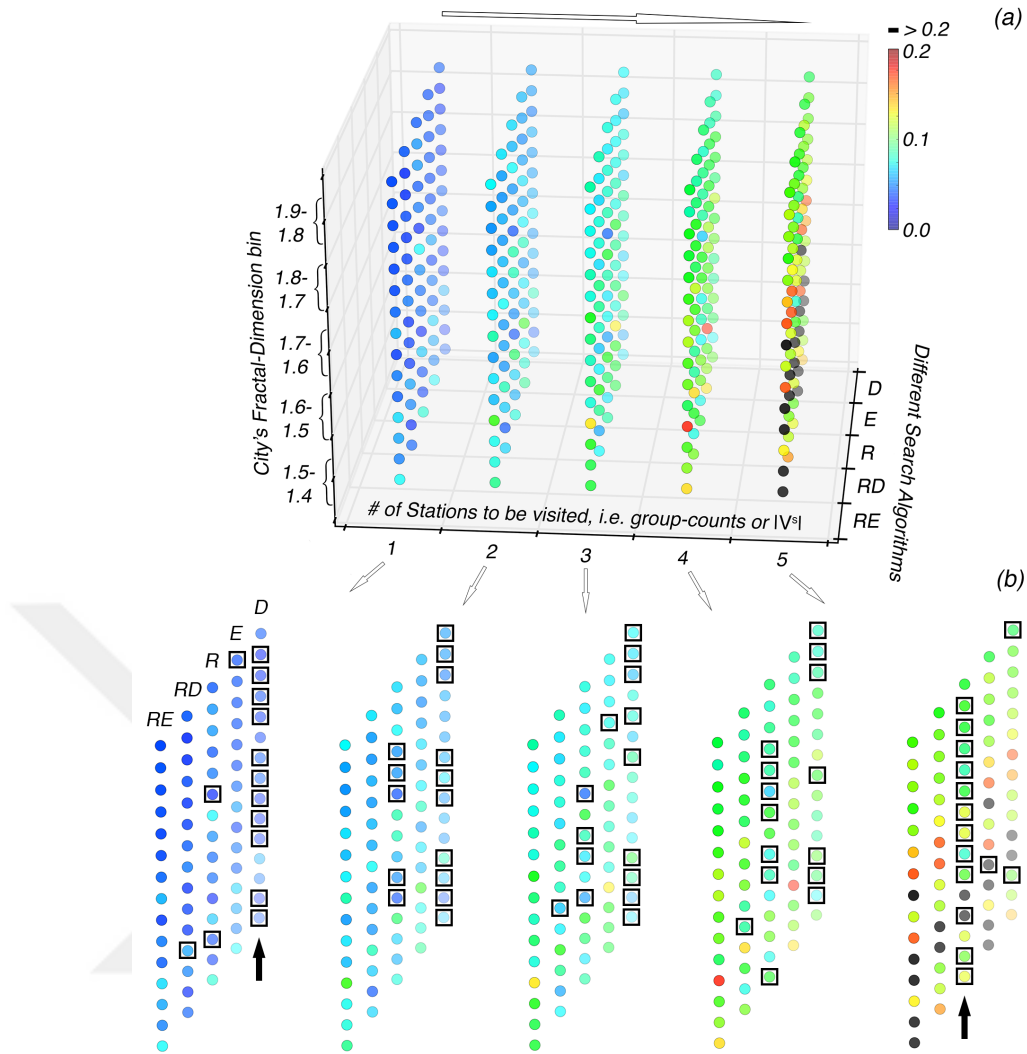 (a)
> 0.2
0.2
0.1
0.0
City's Fractal-Dimension bin
1.9-
1.8
1.8-
1.7
1.7-
1.6
1.6-
1.5
1.5-
1.4
D
E
R
RD
RE
Different Search Algorithms
# of Stations to be visited, i.e. group-counts or |Vˢ|
1
2
3
4
5
(b)
D
E
R
RD
RE